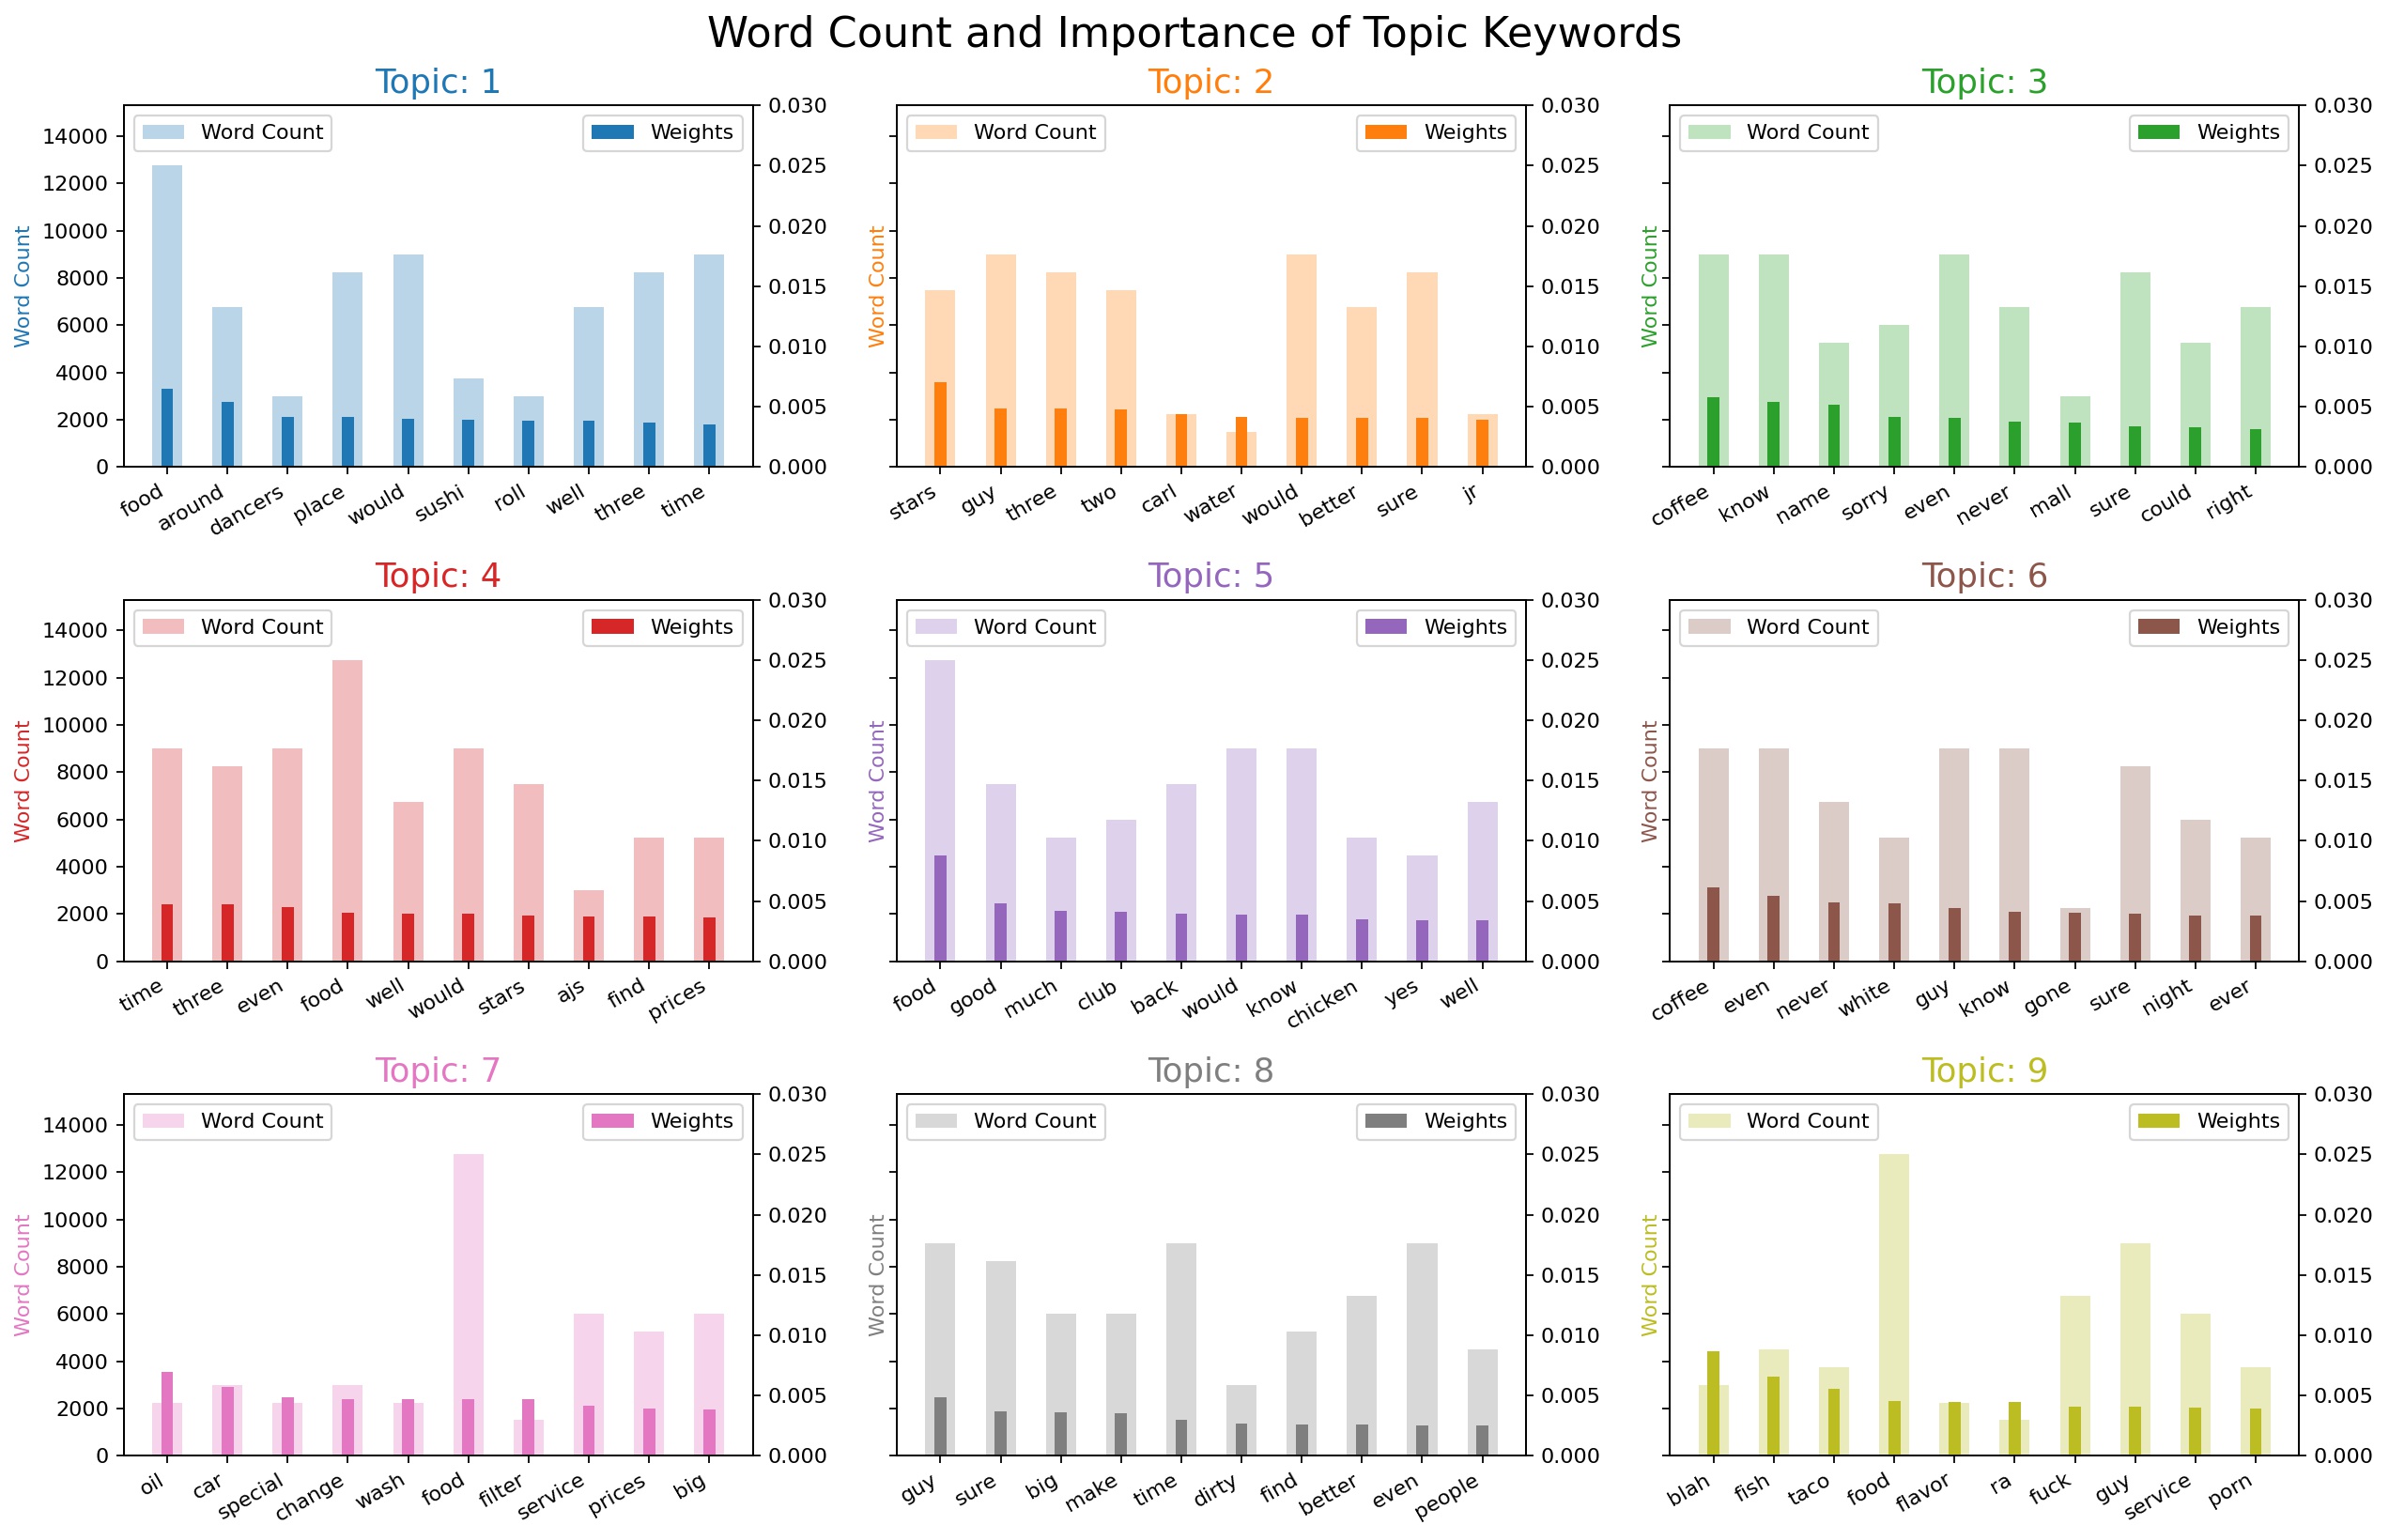 Word Count and Importance of Topic Keywords
Topic: 1
Word Count
Weights
Word Count
14000
12000
10000
8000
6000
4000
2000
0
0.030
0.025
0.020
0.015
0.010
0.005
0.000
food
around
dancers
place
would
sushi
roll
well
three
time
Topic: 2
Word Count
Weights
Word Count
0.030
0.025
0.020
0.015
0.010
0.005
0.000
stars
guy
three
two
carl
water
would
better
sure
jr
Topic: 3
Word Count
Weights
Word Count
0.030
0.025
0.020
0.015
0.010
0.005
0.000
coffee
know
name
sorry
even
never
mall
sure
could
right
Topic: 4
Word Count
Weights
Word Count
14000
12000
10000
8000
6000
4000
2000
0
0.030
0.025
0.020
0.015
0.010
0.005
0.000
time
three
even
food
well
would
stars
ajs
find
prices
Topic: 5
Word Count
Weights
Word Count
0.030
0.025
0.020
0.015
0.010
0.005
0.000
food
good
much
club
back
would
know
chicken
yes
well
Topic: 6
Word Count
Weights
Word Count
0.030
0.025
0.020
0.015
0.010
0.005
0.000
coffee
even
never
white
guy
know
gone
sure
night
ever
Topic: 7
Word Count
Weights
Word Count
14000
12000
10000
8000
6000
4000
2000
0
0.030
0.025
0.020
0.015
0.010
0.005
0.000
oil
car
special
change
wash
food
filter
service
prices
big
Topic: 8
Word Count
Weights
Word Count
0.030
0.025
0.020
0.015
0.010
0.005
0.000
guy
sure
big
make
time
dirty
find
better
even
people
Topic: 9
Word Count
Weights
Word Count
0.030
0.025
0.020
0.015
0.010
0.005
0.000
blah
fish
taco
food
flavor
ra
fuck
guy
service
porn